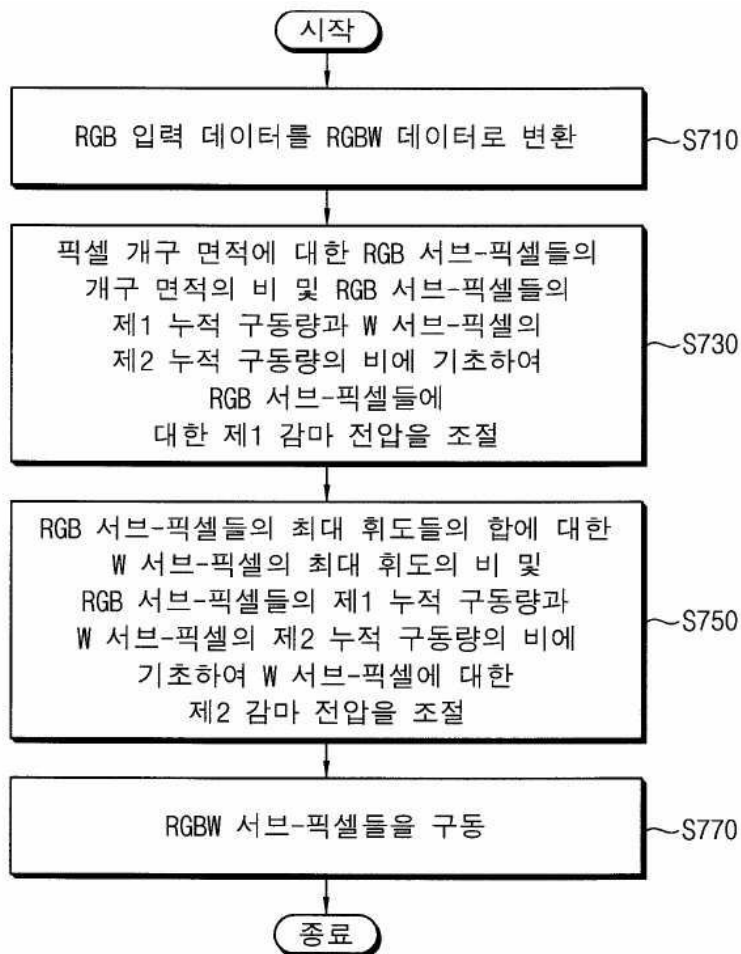 시작
RGB 입력 데이터를 RGBW 데이터로 변환
S710
픽셀 개구 면적에 대한 RGB 서브-픽셀들의
개구 면적의 비 및 RGB 서브-픽셀들의
제1 누적 구동량과 W 서브-픽셀의
제2 누적 구동량의 비에 기초하여
RGB 서브-픽셀들에
대한 제1 감마 전압을 조절
S730
RGB 서브-픽셀들의 최대 휘도들의 합에 대한
W 서브-픽셀의 최대 휘도의 비 및
RGB 서브-픽셀들의 제1 누적 구동량과
W 서브-픽셀의 제2 누적 구동량의 비에
기초하여 W 서브-픽셀에 대한
제2 감마 전압을 조절
S750
RGBW 서브-픽셀들을 구동
S770
종료